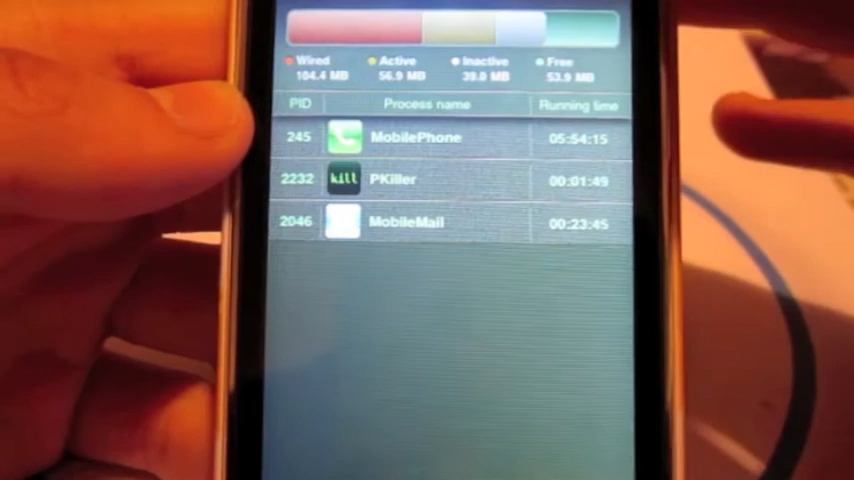 Wired Active Inactive Free
104.4 MB 56.9 MB 39.0 MB 53.9 MB
PID Process name Running time
245 MobilePhone 05:54:15
2232 kill PKiller 00:01:49
2046 MobileMail 00:23:45